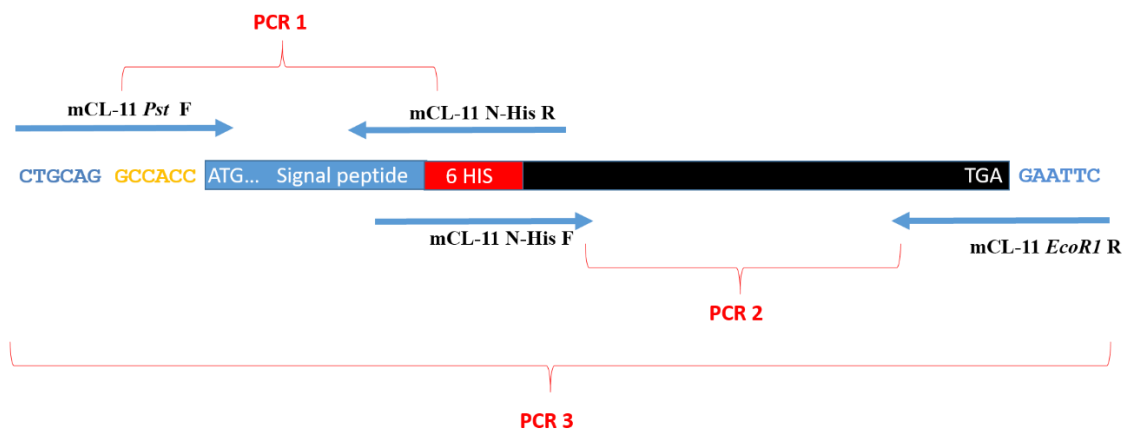 PCR 1
mCL-11 Pst F
mCL-11 N-His R
CTGCAG GCCACC ATG... Signal peptide 6 HIS TGA GAATTC
mCL-11 N-His F
mCL-11 EcoR1 R
PCR 2
PCR 3